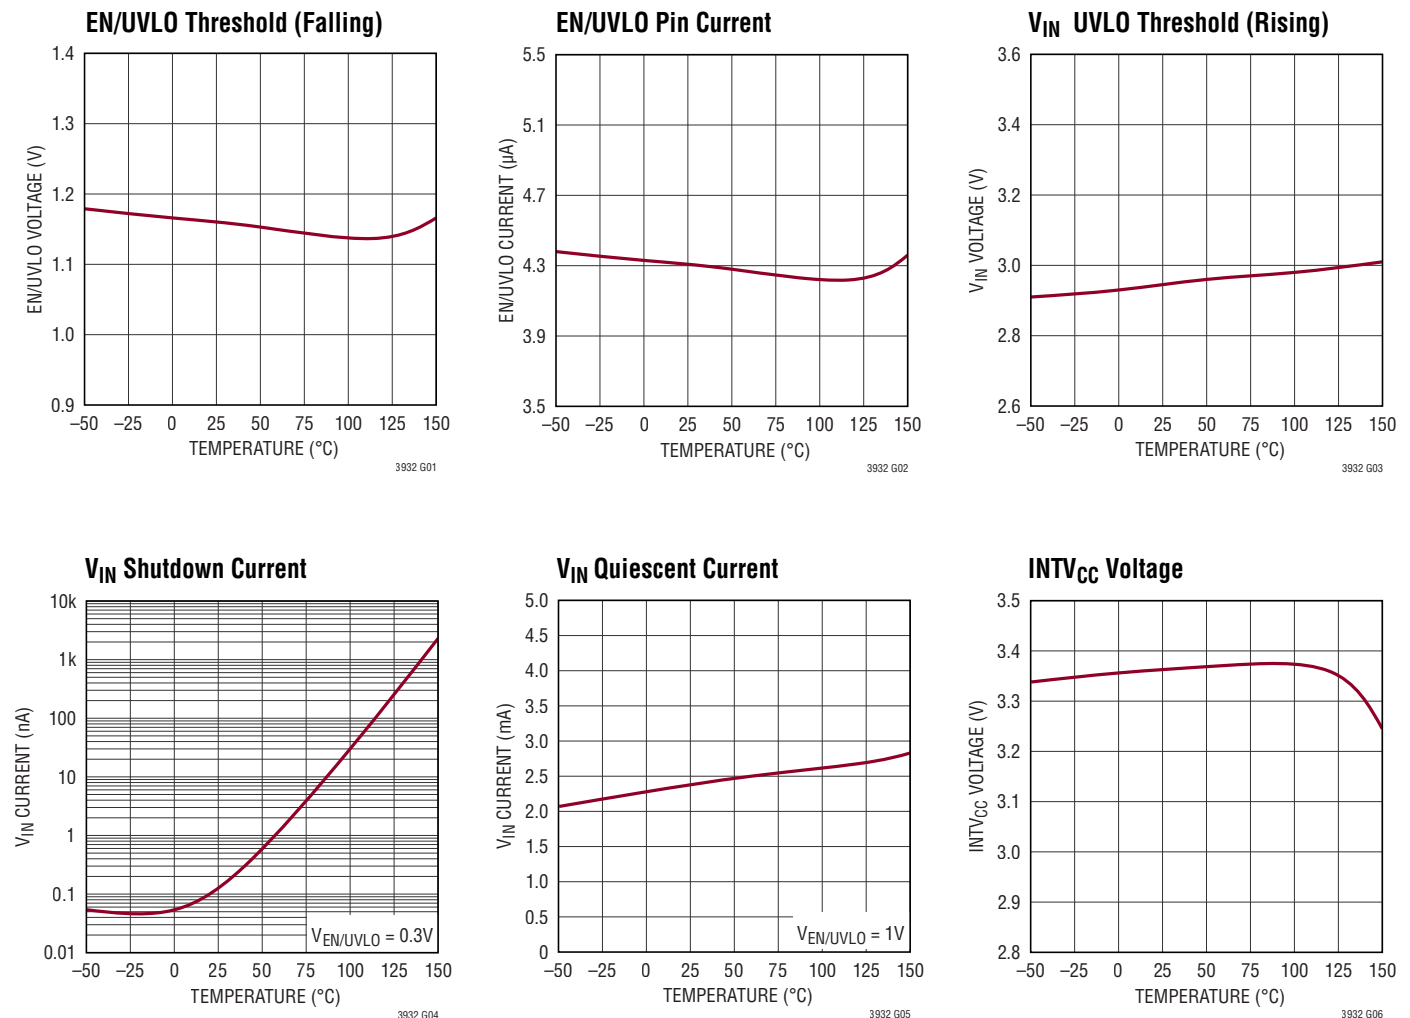 EN/UVLO Threshold (Falling)
1.4
1.3
1.2
1.1
1.0
0.9
EN/UVLO VOLTAGE (V)
–50 –25 0 25 50 75 100 125 150
TEMPERATURE (°C)
3932 G01
EN/UVLO Pin Current
5.5
5.1
4.7
4.3
3.9
3.5
EN/UVLO CURRENT (µA)
–50 –25 0 25 50 75 100 125 150
TEMPERATURE (°C)
3932 G02
VIN UVLO Threshold (Rising)
3.6
3.4
3.2
3.0
2.8
2.6
VIN VOLTAGE (V)
–50 –25 0 25 50 75 100 125 150
TEMPERATURE (°C)
3932 G03
VIN Shutdown Current
10k
1k
100
10
1
0.1
0.01
VIN CURRENT (nA)
VEN/UVLO = 0.3V
–50 –25 0 25 50 75 100 125 150
TEMPERATURE (°C)
3932 G04
VIN Quiescent Current
5.0
4.5
4.0
3.5
3.0
2.5
2.0
1.5
1.0
0.5
0
VIN CURRENT (mA)
VEN/UVLO = 1V
–50 –25 0 25 50 75 100 125 150
TEMPERATURE (°C)
3932 G05
INTVCC Voltage
3.5
3.4
3.3
3.2
3.1
3.0
2.9
2.8
INTVCC VOLTAGE (V)
–50 –25 0 25 50 75 100 125 150
TEMPERATURE (°C)
3932 G06